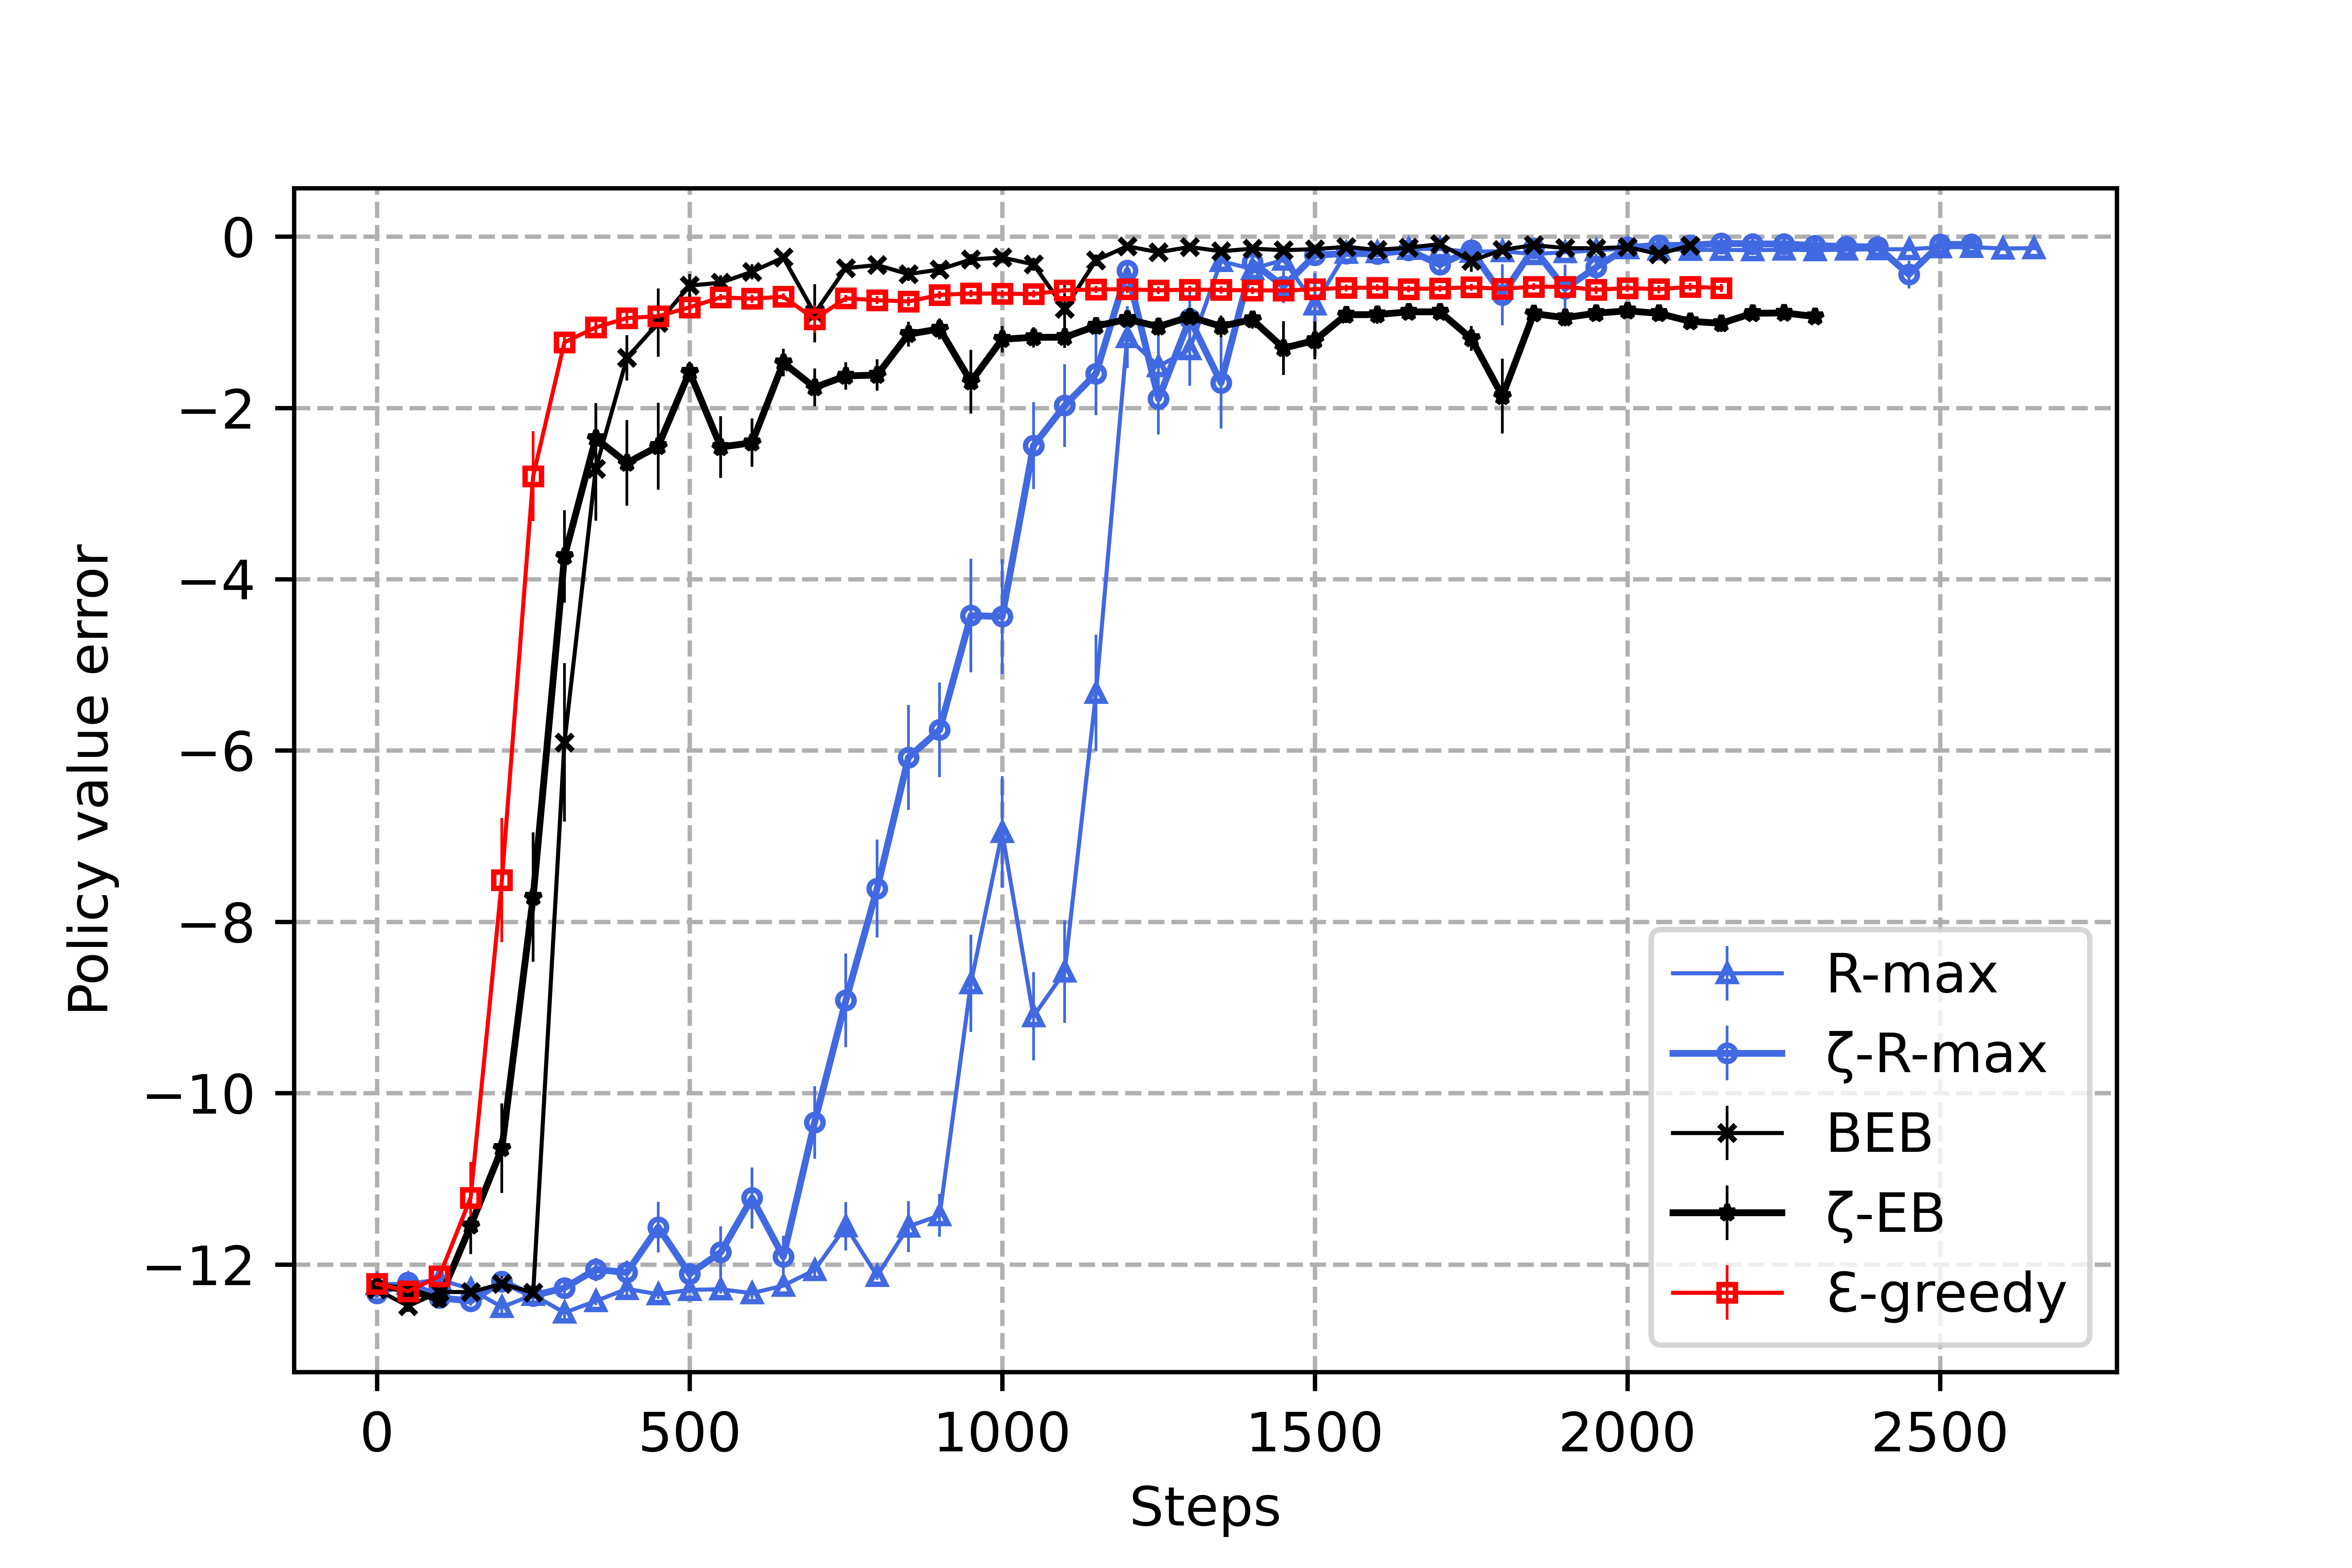 0
−2
−4
−6
−8
−10
−12
Policy value error
0 500 1000 1500 2000 2500
Steps
R-max
ζ-R-max
BEB
ζ-EB
Ɛ-greedy